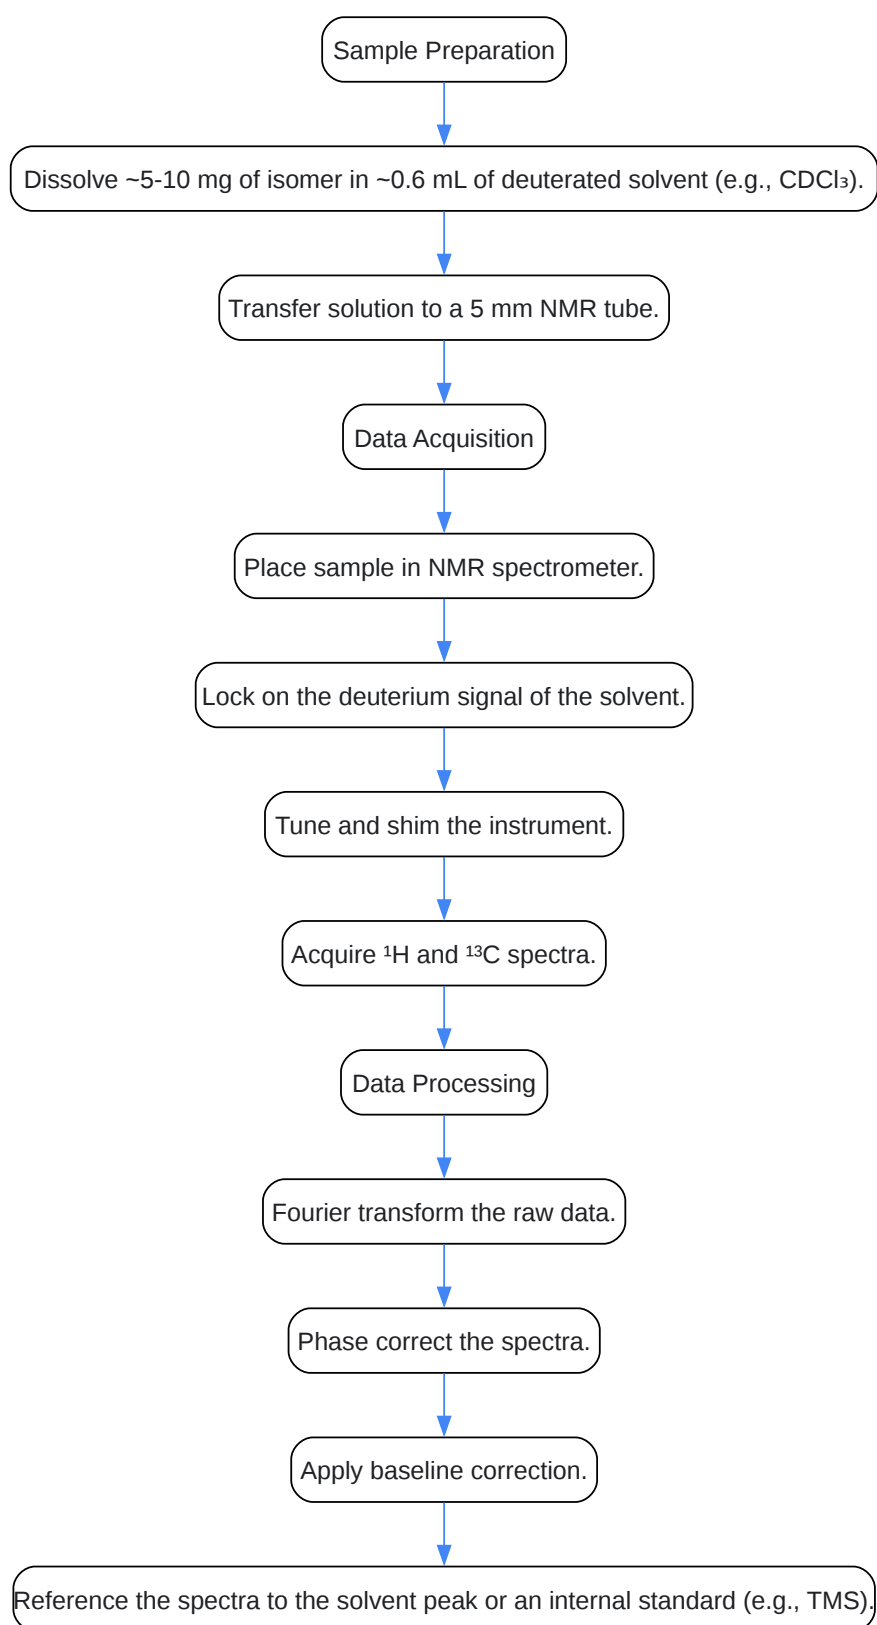 Sample Preparation
Dissolve ~5-10 mg of isomer in ~0.6 mL of deuterated solvent (e.g., CDCl₃).
Transfer solution to a 5 mm NMR tube.
Data Acquisition
Place sample in NMR spectrometer.
Lock on the deuterium signal of the solvent.
Tune and shim the instrument.
Acquire ¹H and ¹³C spectra.
Data Processing
Fourier transform the raw data.
Phase correct the spectra.
Apply baseline correction.
Reference the spectra to the solvent peak or an internal standard (e.g., TMS).